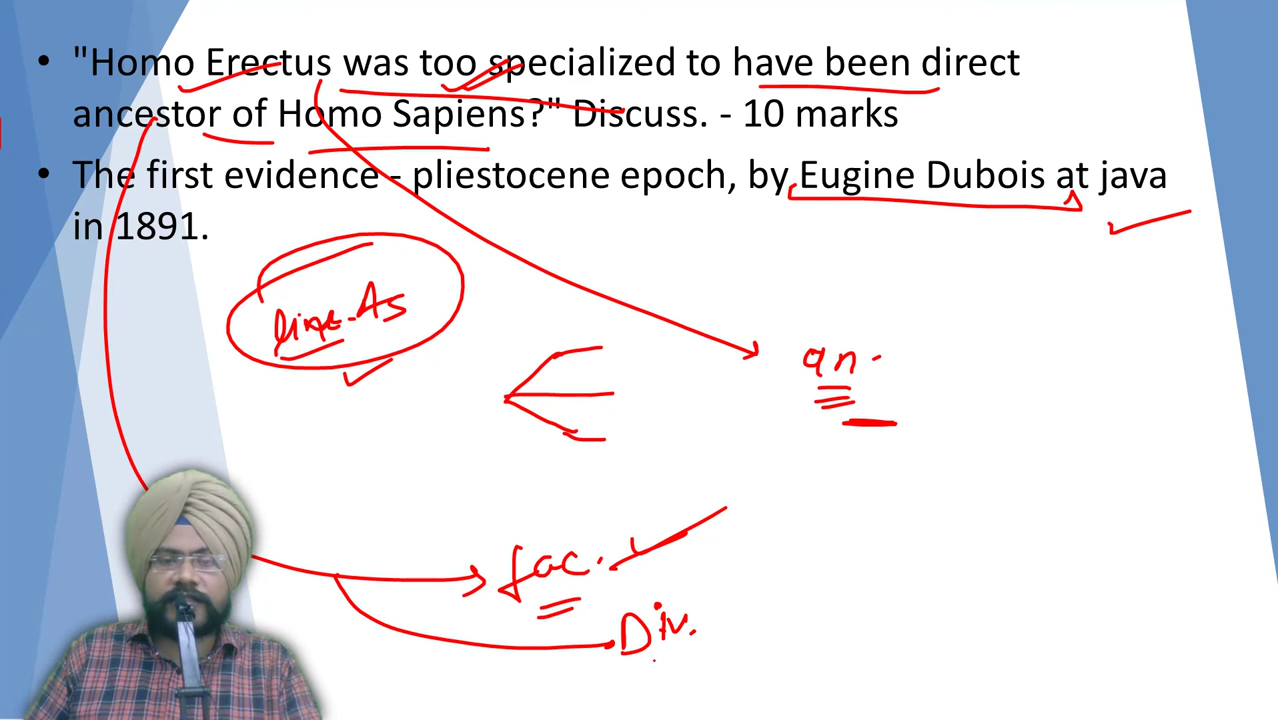 • "Homo Erectus was too specialized to have been direct
ancestor of Homo Sapiens?" Discuss. - 10 marks
• The first evidence - pliestocene epoch, by Eugine Dubois at java
in 1891.
an.
fac.
Div.